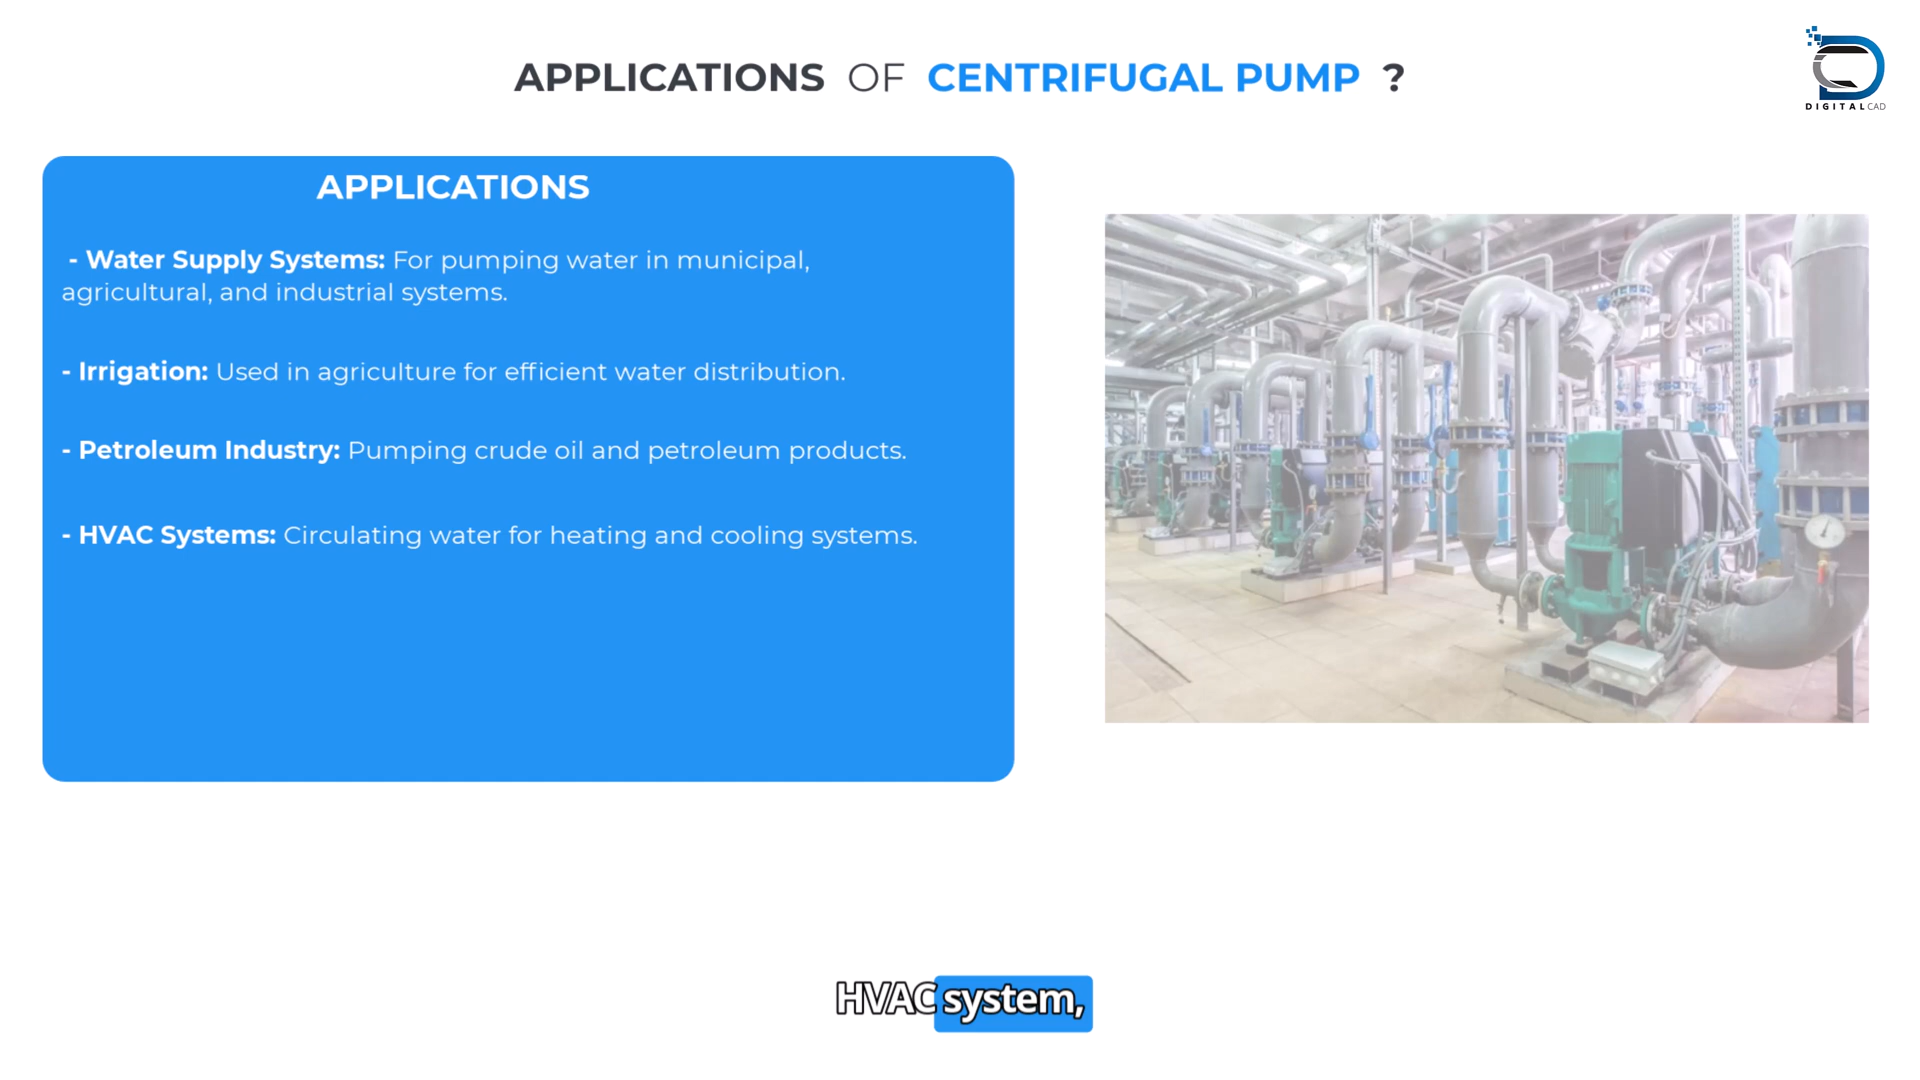 APPLICATIONS OF CENTRIFUGAL PUMP ?
DIGITALCAD
APPLICATIONS
- Water Supply Systems: For pumping water in municipal,
agricultural, and industrial systems.
- Irrigation: Used in agriculture for efficient water distribution.
- Petroleum Industry: Pumping crude oil and petroleum products.
- HVAC Systems: Circulating water for heating and cooling systems.
HVAC system,